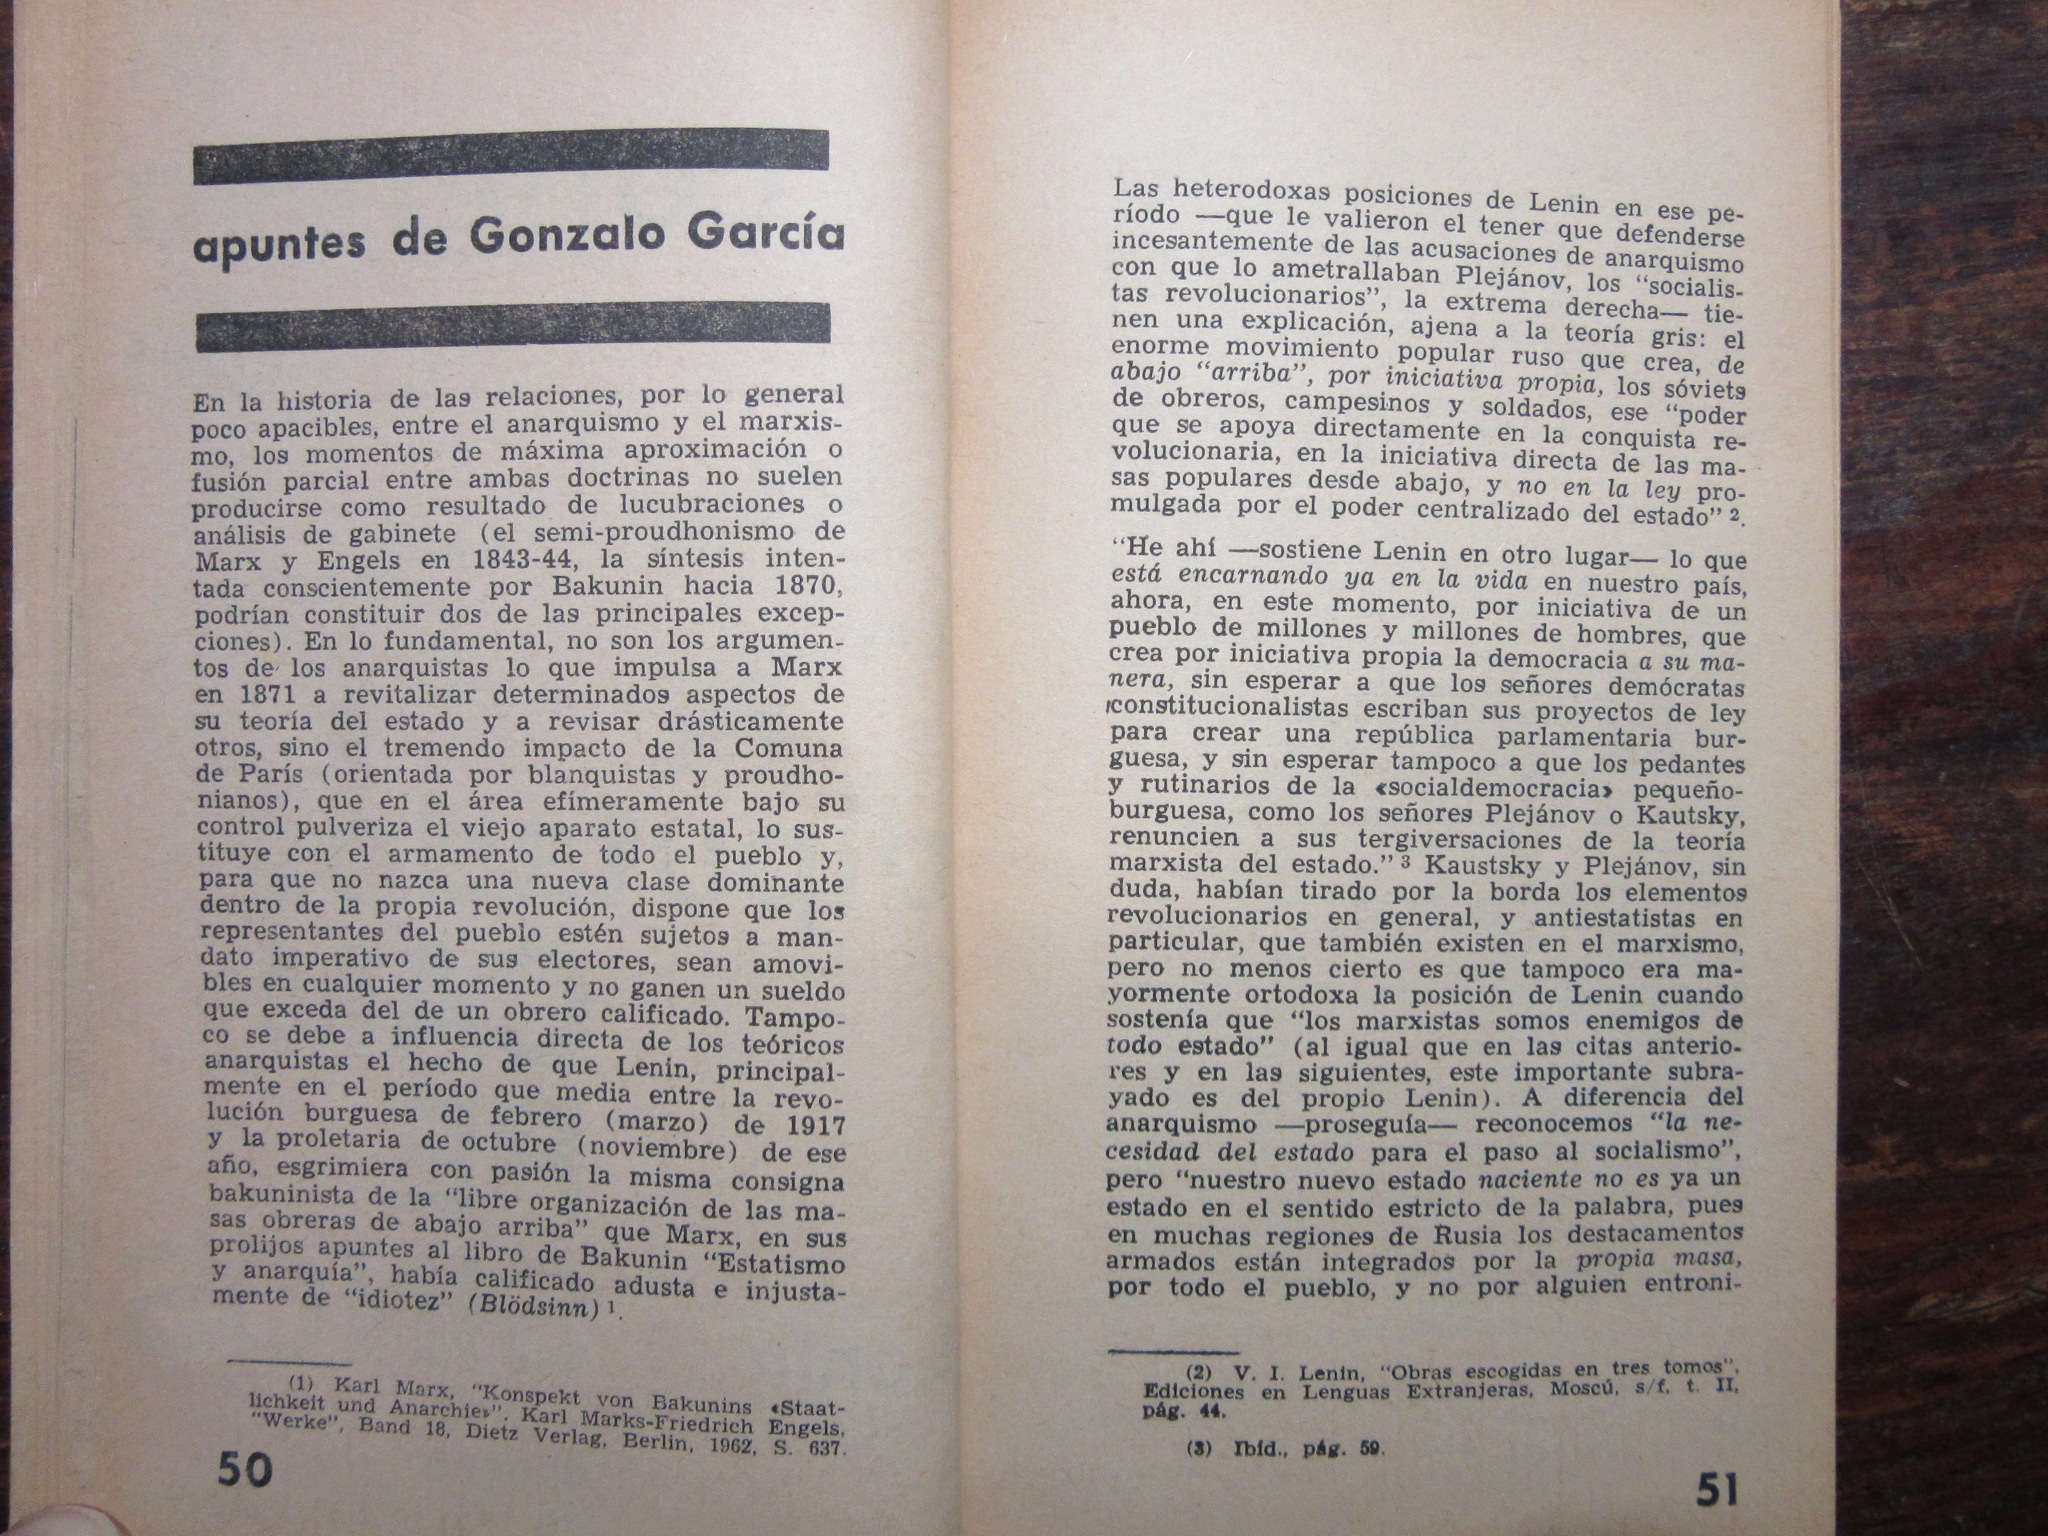 apuntes de Gonzalo García
En la historia de las relaciones, por lo general
poco apacibles, entre el anarquismo y el marxis-
mo, los momentos de máxima aproximación o
fusión parcial entre ambas doctrinas no suelen
producirse como resultado de lucubraciones o
análisis de gabinete (el semi-proudhonismo de
Marx y Engels en 1843-44, la síntesis inten-
tada conscientemente por Bakunin hacia 1870,
podrían constituir dos de las principales excep-
ciones). En lo fundamental, no son los argumen-
tos de los anarquistas lo que impulsa a Marx
en 1871 a revitalizar determinados aspectos de
su teoría del estado y a revisar drásticamente
otros, sino el tremendo impacto de la Comuna
de París (orientada por blanquistas y proudho-
nianos), que en el área efímeramente bajo su
control pulveriza el viejo aparato estatal, lo sus-
tituye con el armamento de todo el pueblo y,
para que no nazca una nueva clase dominante
dentro de la propia revolución, dispone que los
representantes del pueblo estén sujetos a man-
dato imperativo de sus electores, sean amovi-
bles en cualquier momento y no ganen un sueldo
que exceda del de un obrero calificado. Tampo-
co se debe a influencia directa de los teóricos
anarquistas el hecho de que Lenin, principal-
mente en el período que media entre la revo-
lución burguesa de febrero (marzo) de 1917
y la proletaria de octubre (noviembre) de ese
año, esgrimiera con pasión la misma consigna
bakuninista de la "libre organización de las ma-
sas obreras de abajo arriba" que Marx, en sus
prolijos apuntes al libro de Bakunin "Estatismo
y anarquía", había calificado adusta e injusta-
mente de "idiotez" (Blödsinn) 1.
(1) Karl Marx, "Konspekt von Bakunins «Staat-
lichkeit und Anarchie»". Karl Marks-Friedrich Engels,
"Werke", Band 18, Dietz Verlag, Berlin, 1962, S. 637.
50
Las heterodoxas posiciones de Lenin en ese pe-
ríodo —que le valieron el tener que defenderse
incesantemente de las acusaciones de anarquismo
con que lo ametrallaban Plejánov, los "socialis-
tas revolucionarios", la extrema derecha— tie-
nen una explicación, ajena a la teoría gris: el
enorme movimiento popular ruso que crea, de
abajo "arriba", por iniciativa propia, los sóviets
de obreros, campesinos y soldados, ese "poder
que se apoya directamente en la conquista re-
volucionaria, en la iniciativa directa de las ma-
sas populares desde abajo, y no en la ley pro-
mulgada por el poder centralizado del estado" 2.
"He ahí —sostiene Lenin en otro lugar— lo que
está encarnando ya en la vida en nuestro país,
ahora, en este momento, por iniciativa de un
pueblo de millones y millones de hombres, que
crea por iniciativa propia la democracia a su ma-
nera, sin esperar a que los señores demócratas
constitucionalistas escriban sus proyectos de ley
para crear una república parlamentaria bur-
guesa, y sin esperar tampoco a que los pedantes
y rutinarios de la «socialdemocracia» pequeño-
burguesa, como los señores Plejánov o Kautsky,
renuncien a sus tergiversaciones de la teoría
marxista del estado." 3 Kaustsky y Plejánov, sin
duda, habían tirado por la borda los elementos
revolucionarios en general, y antiestatistas en
particular, que también existen en el marxismo,
pero no menos cierto es que tampoco era ma-
yormente ortodoxa la posición de Lenin cuando
sostenía que "los marxistas somos enemigos de
todo estado" (al igual que en las citas anterio-
res y en las siguientes, este importante subra-
yado es del propio Lenin). A diferencia del
anarquismo —proseguía— reconocemos "la ne-
cesidad del estado para el paso al socialismo",
pero "nuestro nuevo estado naciente no es ya un
estado en el sentido estricto de la palabra, pues
en muchas regiones de Rusia los destacamentos
armados están integrados por la propia masa,
por todo el pueblo, y no por alguien entroni-
(2) V. I. Lenin, "Obras escogidas en tres tomos",
Ediciones en Lenguas Extranjeras, Moscú, s/f, t. II,
pág. 44.
(3) Ibíd., pág. 59.
51